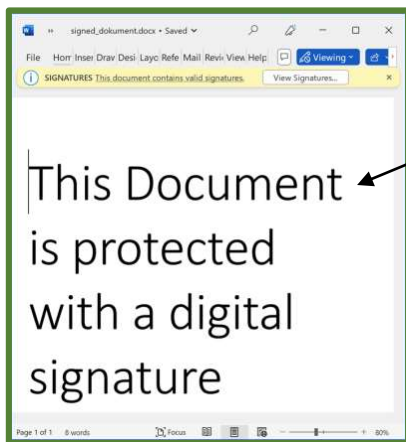 signed_dokument.docx • Saved
File Horr Inser Drav Desi Layc Refe Mail Revi View Help Viewing
SIGNATURES This document contains valid signatures. View Signatures...
This Document
is protected
with a digital
signature
Page 1 of 1 8 words Focus 80%